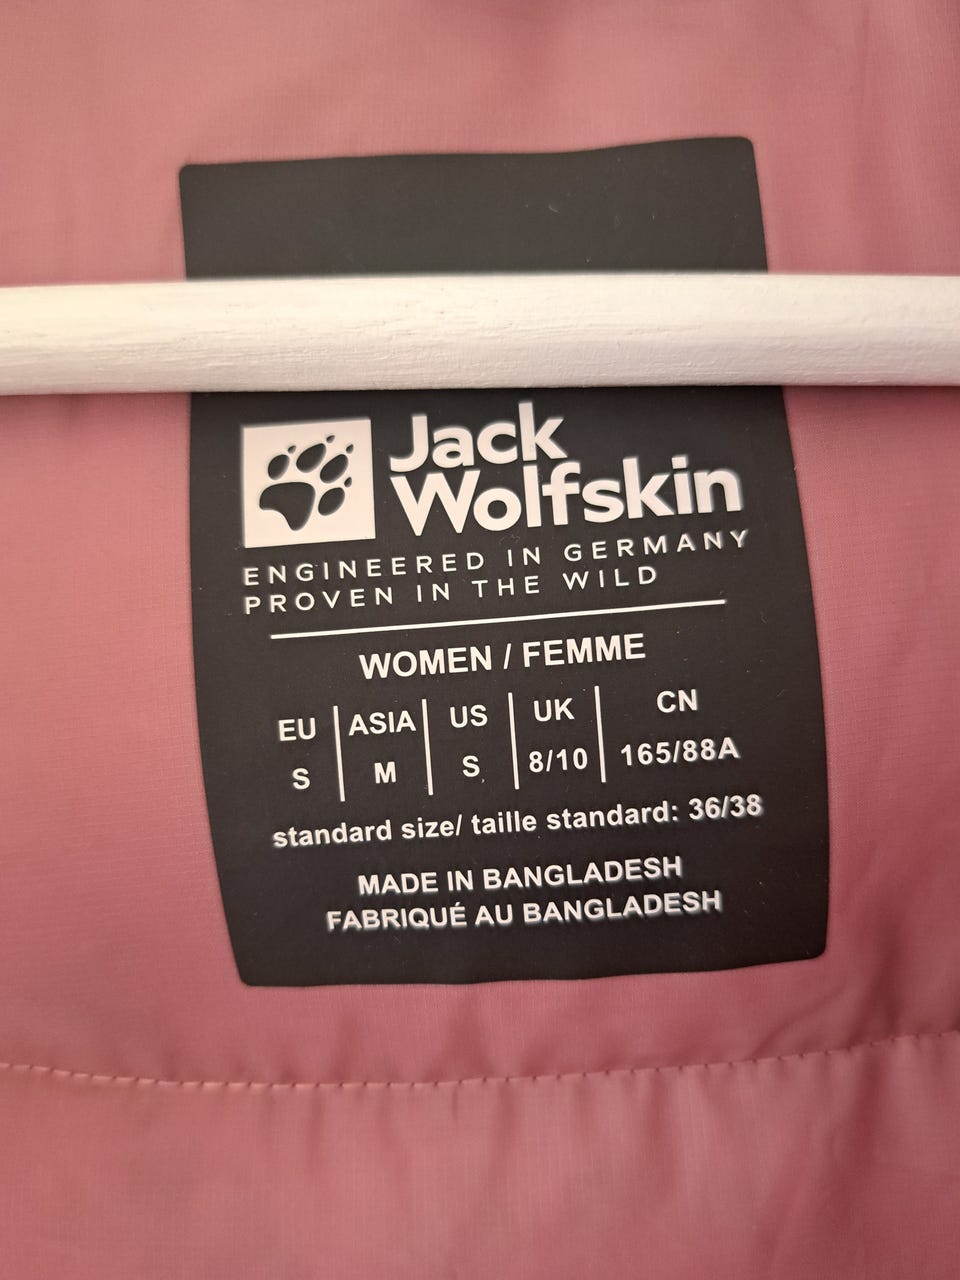 Jack
Wolfskin
ENGINEERED IN GERMANY
PROVEN IN THE WILD
WOMEN / FEMME
EU | ASIA | US | UK | CN
S | M | S | 8/10 | 165/88A
standard size/ taille standard: 36/38
MADE IN BANGLADESH
FABRIQUÉ AU BANGLADESH